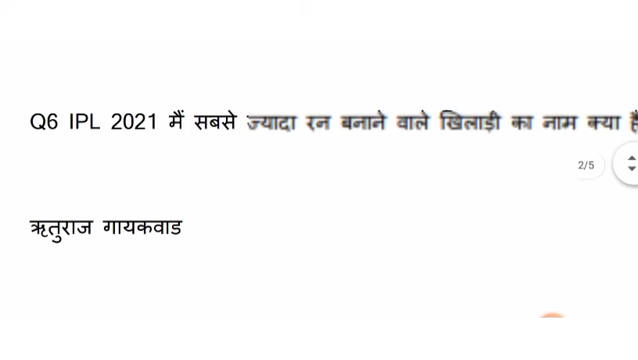 Q6 IPL 2021 मैं सबसे ज्यादा रन बनाने वाले खिलाड़ी का नाम क्या है
2/5
ऋतुराज गायकवाड